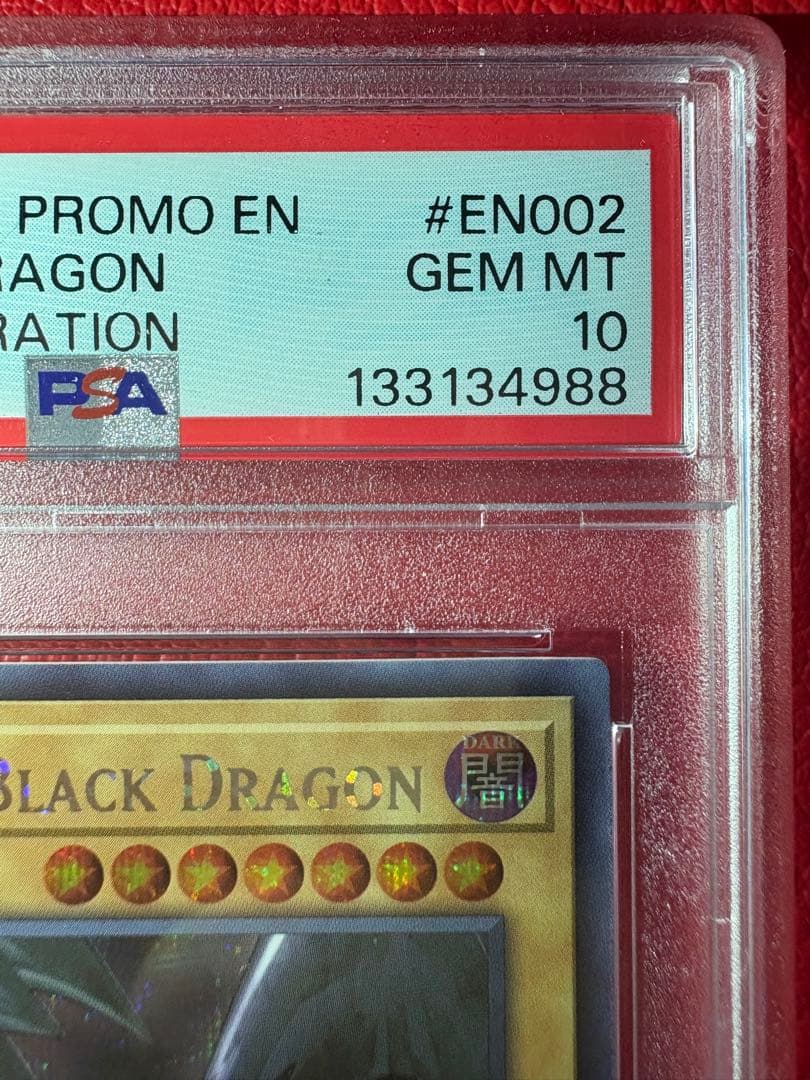 PROMO EN #EN002
RAGON GEM MT
RATION 10
PSA 133134988
BLACK DRAGON
DARK
闇